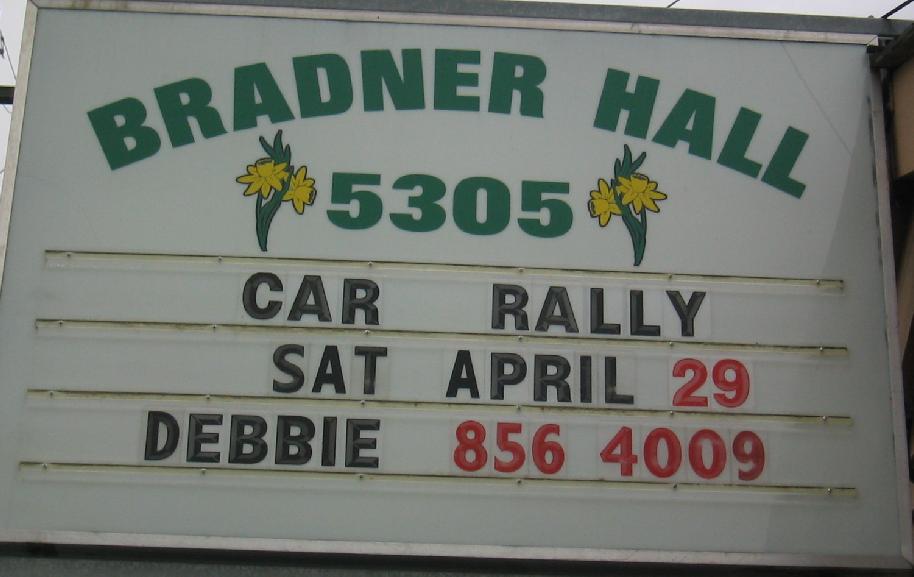 BRADNER HALL
5305
CAR RALLY
SAT APRIL 29
DEBBIE 856 4009